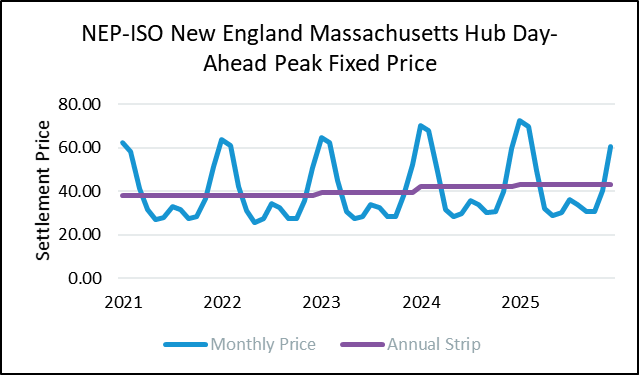 NEP-ISO New England Massachusetts Hub Day-
Ahead Peak Fixed Price
80.00
60.00
40.00
20.00
0.00
Settlement Price
2021 2022 2023 2024 2025
Monthly Price Annual Strip